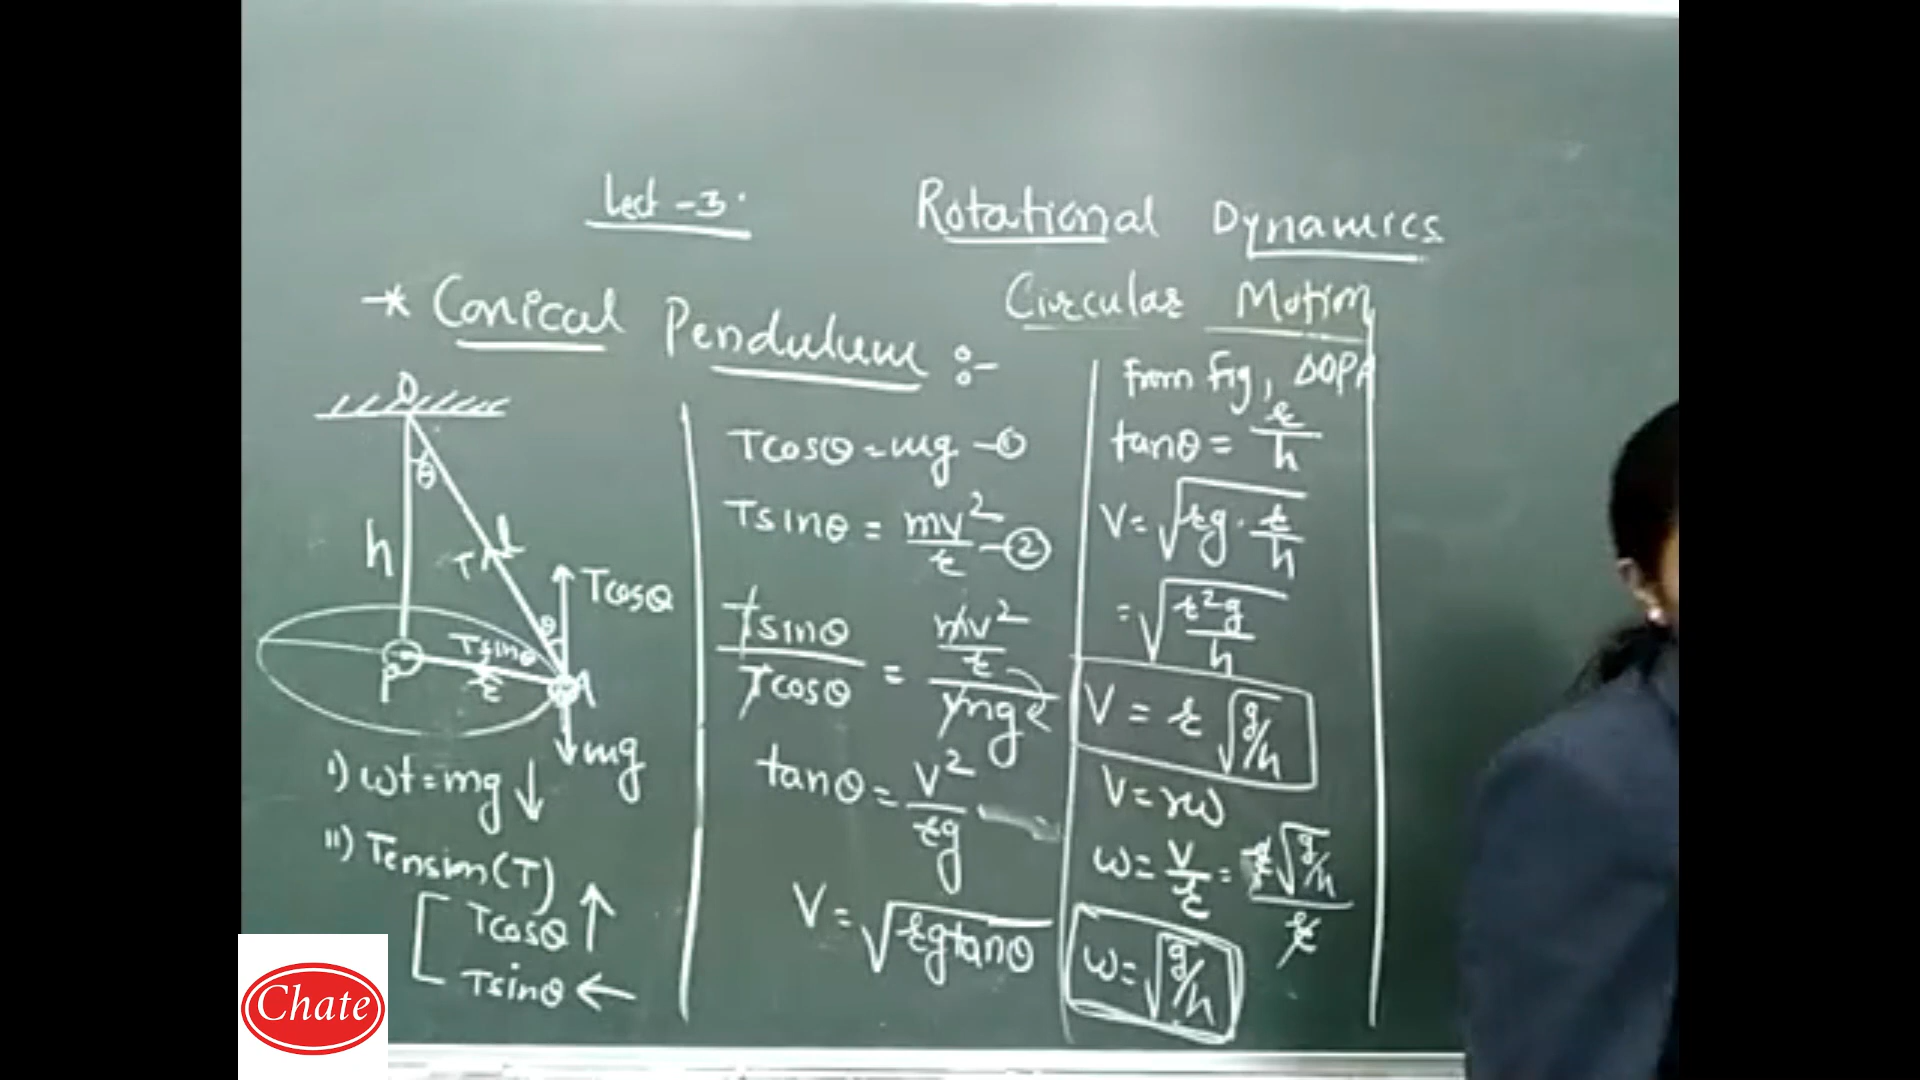 Lect -3.
Rotational Dynamics
Circular Motion
* Conical Pendulum :-
O
θ
h
T
l
Tcosθ
θ
Tsinθ
P
r
A
mg
i) wt = mg ↓
ii) Tension (T)
Tcosθ ↑
Tsinθ ←
Tcosθ = mg —①
Tsinθ = mv²/r —②
Tsinθ/Tcosθ = (mv²/r)/mg
tanθ = v²/rg
V = √(rg tanθ)
from fig, ΔOPA
tanθ = r/h
V = √(rg · r/h)
= √(r²g/h)
V = r √(g/h)
V = rω
ω = V/r = r√(g/h)/r
ω = √(g/h)
Chate